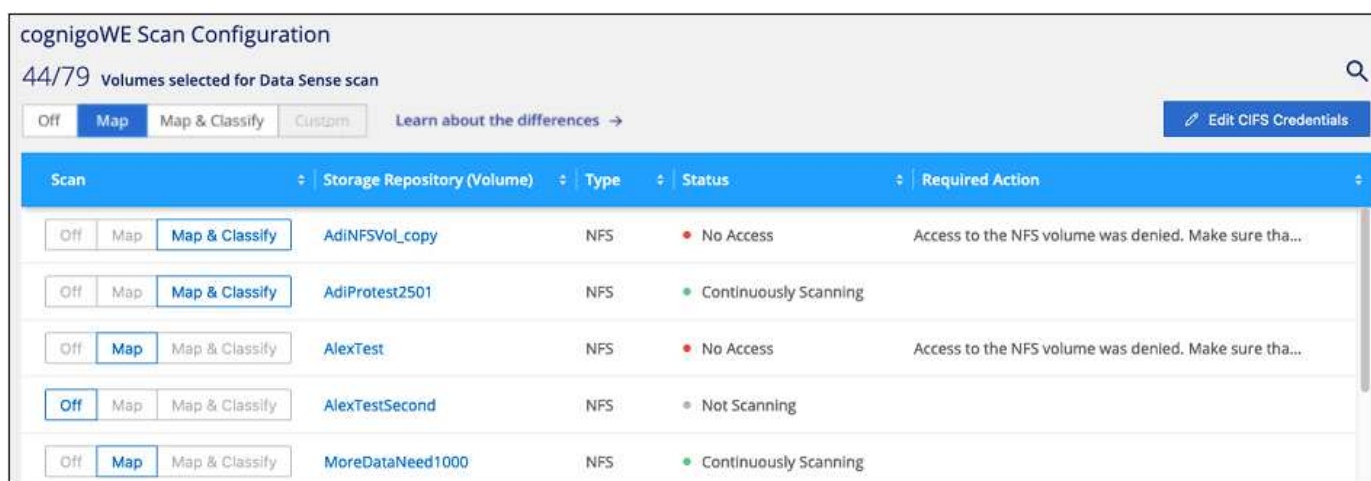 cognigoWE Scan Configuration
44/79 Volumes selected for Data Sense scan
Off Map Map & Classify Custom Learn about the differences → Edit CIFS Credentials
Scan Storage Repository (Volume) Type Status Required Action
Off Map Map & Classify AdiNFSVol_copy NFS No Access Access to the NFS volume was denied. Make sure tha...
Off Map Map & Classify AdiProtest2501 NFS Continuously Scanning
Off Map Map & Classify AlexTest NFS No Access Access to the NFS volume was denied. Make sure tha...
Off Map Map & Classify AlexTestSecond NFS Not Scanning
Off Map Map & Classify MoreDataNeed1000 NFS Continuously Scanning